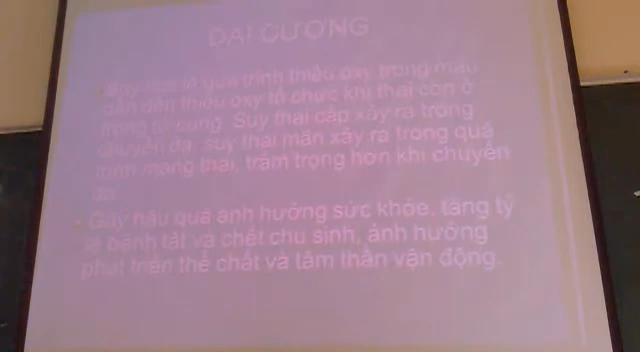 ĐẠI CƯƠNG
Suy thai là quá trình thiếu oxy trong máu
dẫn đến thiếu oxy tổ chức khi thai còn ở
trong tử cung. Suy thai cấp xảy ra trong
chuyển dạ, suy thai mãn xảy ra trong quá
trình mang thai, trầm trọng hơn khi chuyển
dạ.
Gây hậu quả ảnh hưởng sức khỏe, tăng tỷ
lệ bệnh tật và chết chu sinh, ảnh hưởng
phát triển thể chất và tâm thần vận động.